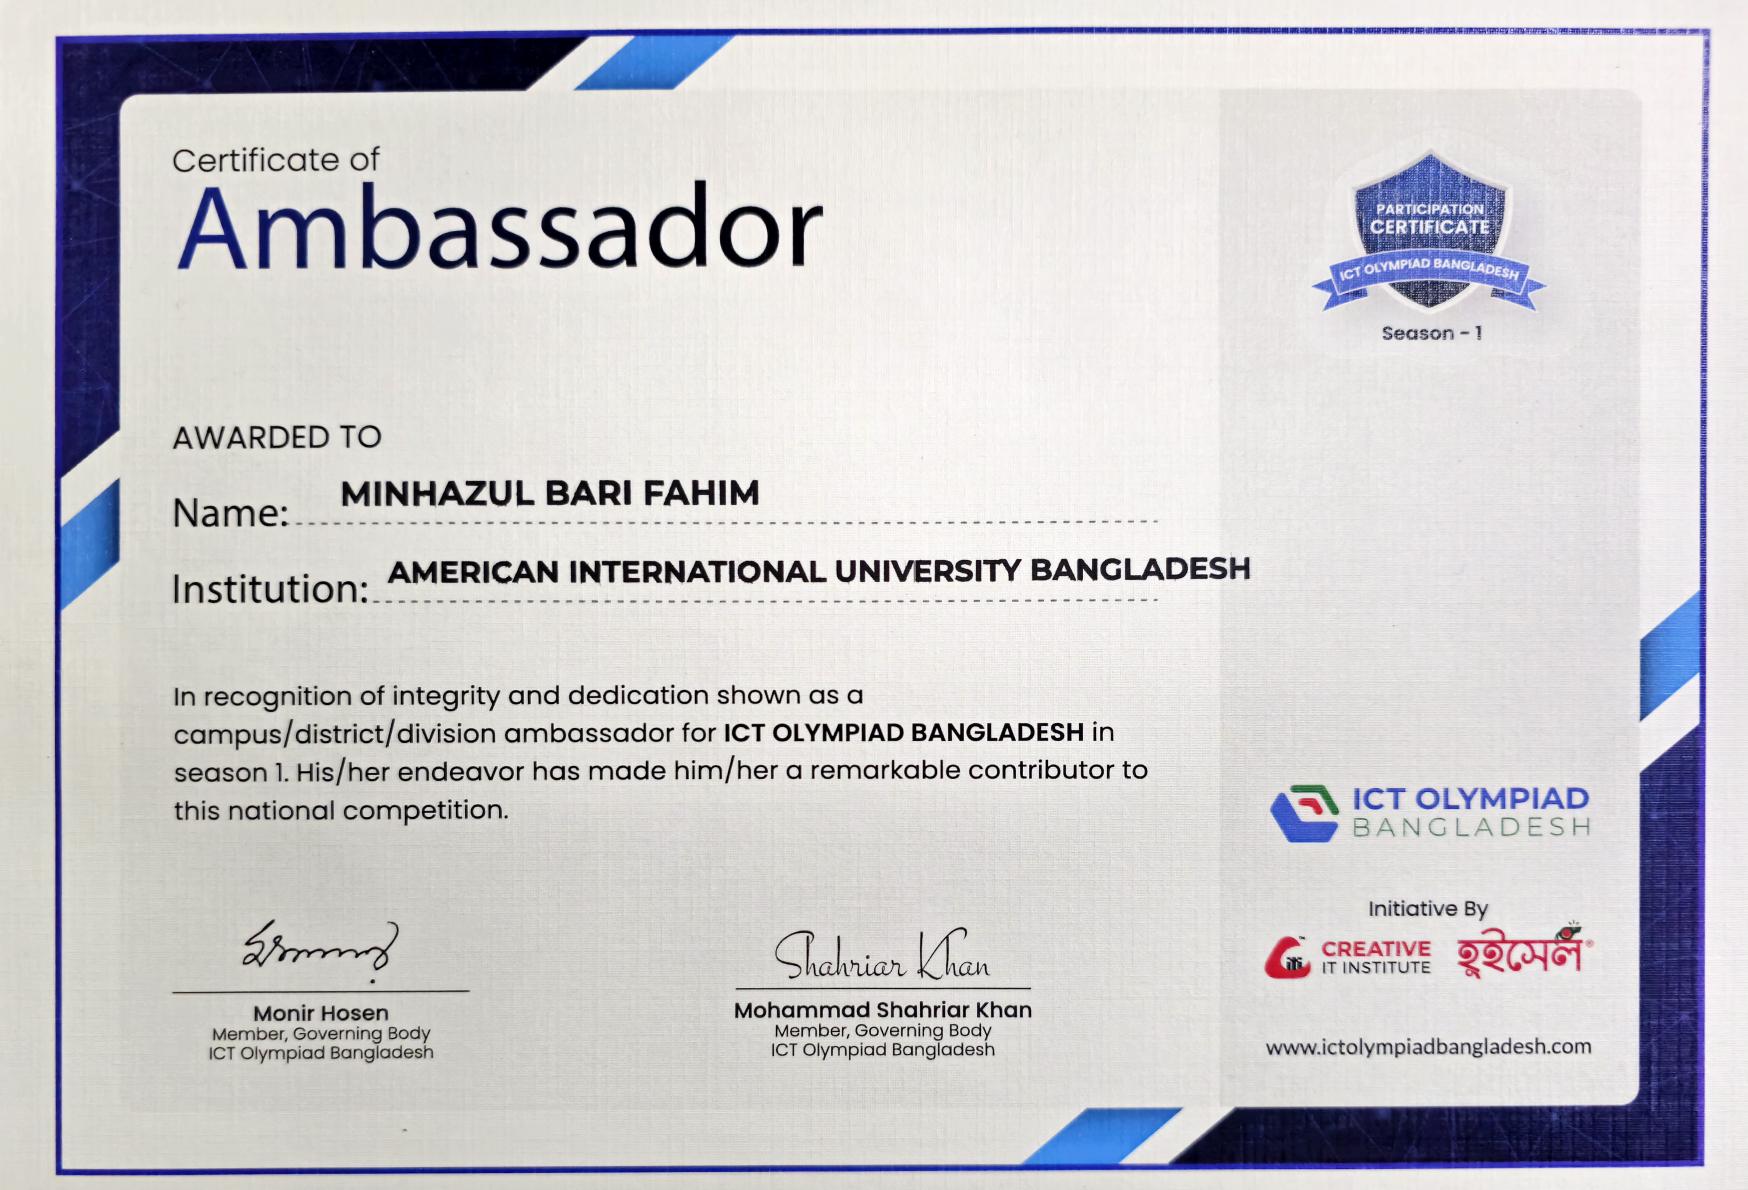 Certificate of
Ambassador
PARTICIPATION
CERTIFICATE
ICT OLYMPIAD BANGLADESH
Season - 1
AWARDED TO
Name: MINHAZUL BARI FAHIM
Institution: AMERICAN INTERNATIONAL UNIVERSITY BANGLADESH
In recognition of integrity and dedication shown as a
campus/district/division ambassador for ICT OLYMPIAD BANGLADESH in
season 1. His/her endeavor has made him/her a remarkable contributor to
this national competition.
ICT OLYMPIAD
BANGLADESH
Initiative By
CREATIVE
IT INSTITUTE
হুইসেল
Shahriar Khan
Monir Hosen
Member, Governing Body
ICT Olympiad Bangladesh
Mohammad Shahriar Khan
Member, Governing Body
ICT Olympiad Bangladesh
www.ictolympiadbangladesh.com